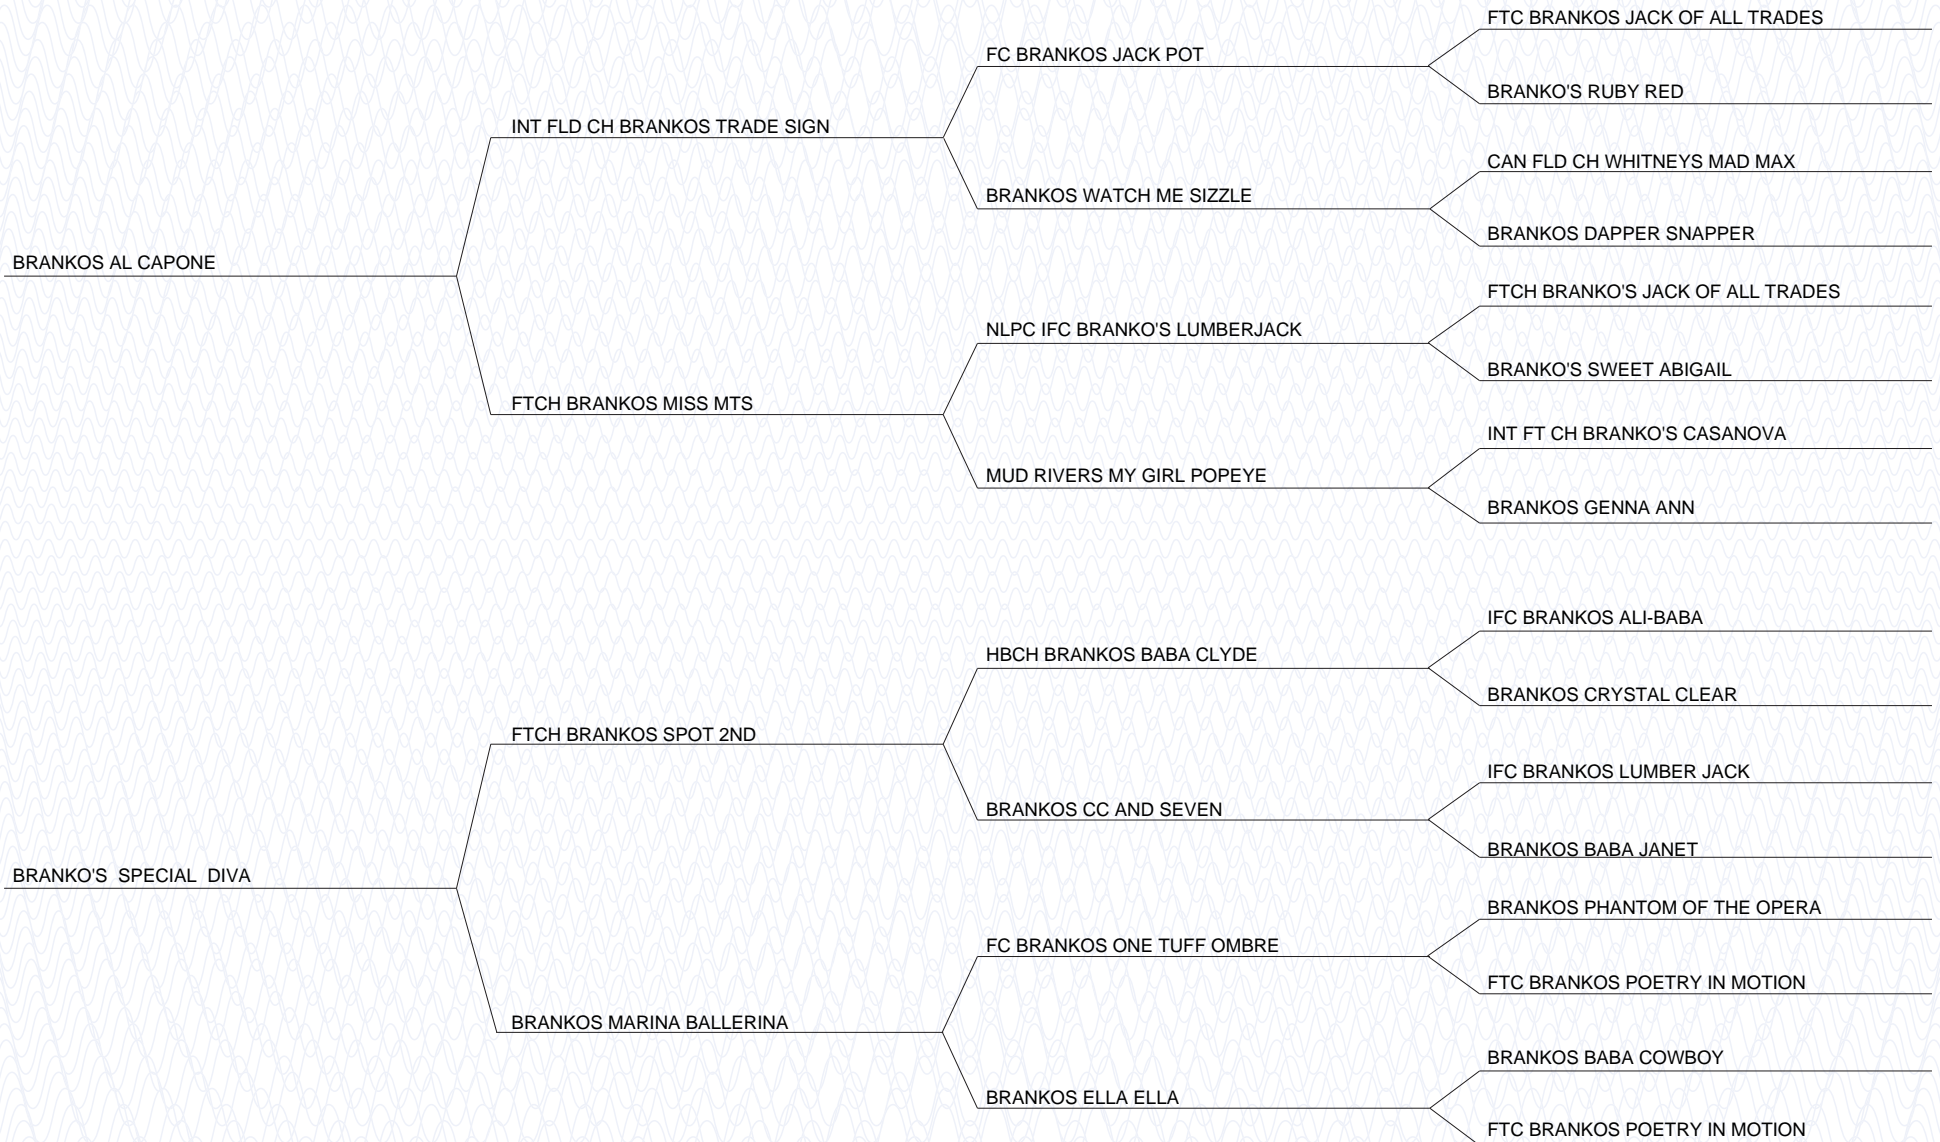 FTC BRANKOS JACK OF ALL TRADES
FC BRANKOS JACK POT
BRANKO'S RUBY RED
INT FLD CH BRANKOS TRADE SIGN
CAN FLD CH WHITNEYS MAD MAX
BRANKOS WATCH ME SIZZLE
BRANKOS DAPPER SNAPPER
BRANKOS AL CAPONE
FTCH BRANKO'S JACK OF ALL TRADES
NLPC IFC BRANKO'S LUMBERJACK
BRANKO'S SWEET ABIGAIL
FTCH BRANKOS MISS MTS
INT FT CH BRANKO'S CASANOVA
MUD RIVERS MY GIRL POPEYE
BRANKOS GENNA ANN
IFC BRANKOS ALI-BABA
HBCH BRANKOS BABA CLYDE
BRANKOS CRYSTAL CLEAR
FTCH BRANKOS SPOT 2ND
IFC BRANKOS LUMBER JACK
BRANKOS CC AND SEVEN
BRANKOS BABA JANET
BRANKO'S  SPECIAL  DIVA
BRANKOS PHANTOM OF THE OPERA
FC BRANKOS ONE TUFF OMBRE
FTC BRANKOS POETRY IN MOTION
BRANKOS MARINA BALLERINA
BRANKOS BABA COWBOY
BRANKOS ELLA ELLA
FTC BRANKOS POETRY IN MOTION